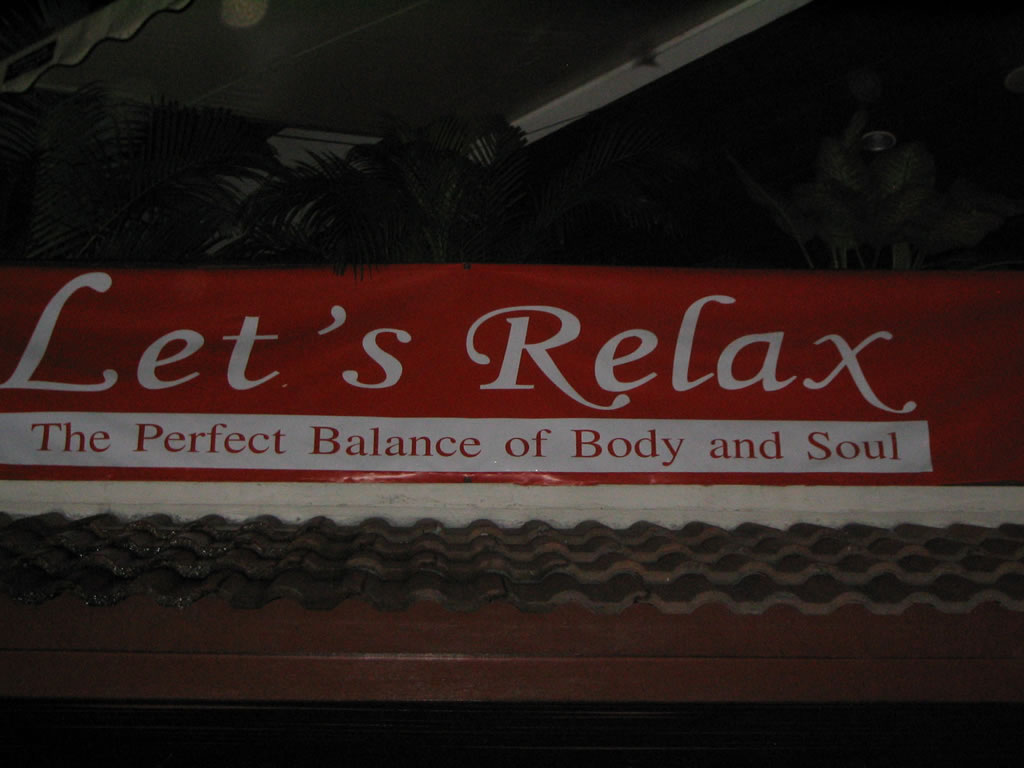 Let's Relax
The Perfect Balance of Body and Soul